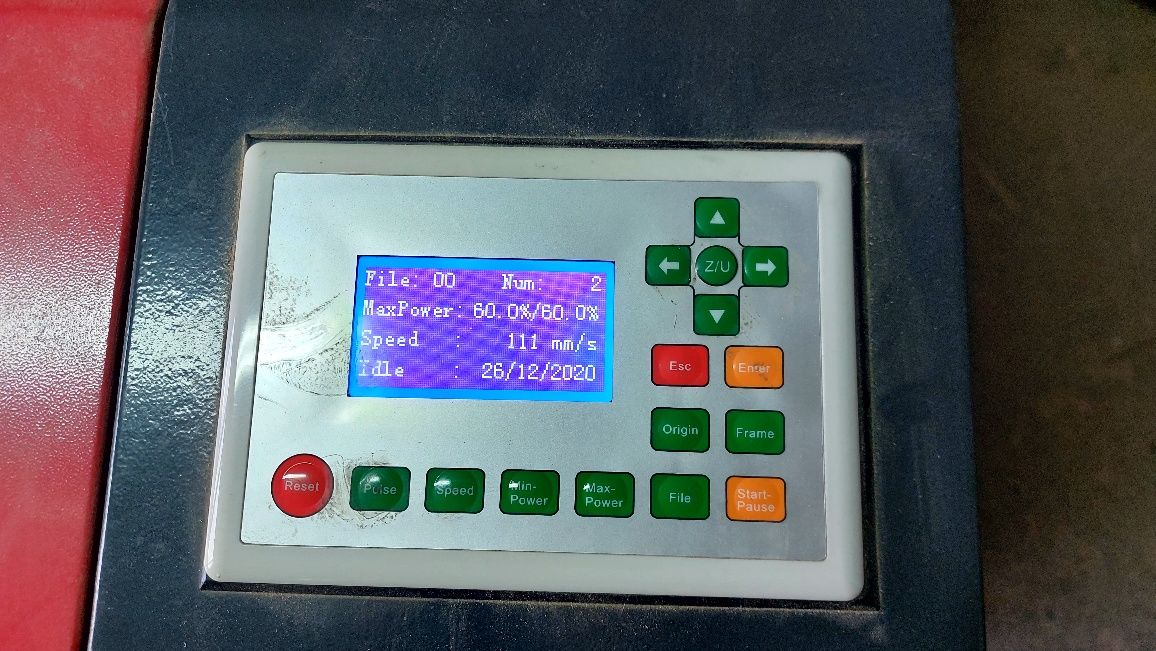 File: 00 Num: 2
MaxPower: 60.0%/60.0%
Speed : 111 mm/s
Idle : 26/12/2020
Z/U
Esc
Enter
Origin
Frame
Reset
Pulse
Speed
Min-
Power
Max-
Power
File
Start-
Pause